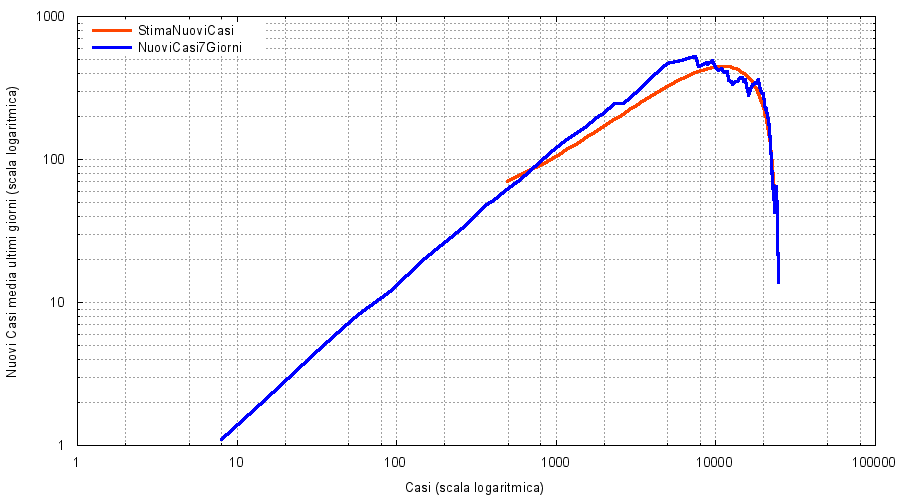 1000
StimaNuoviCasi
NuoviCasi7Giorni
100
10
1
1 10 100 1000 10000 100000
Nuovi Casi media ultimi giorni (scala logaritmica)
Casi (scala logaritmica)